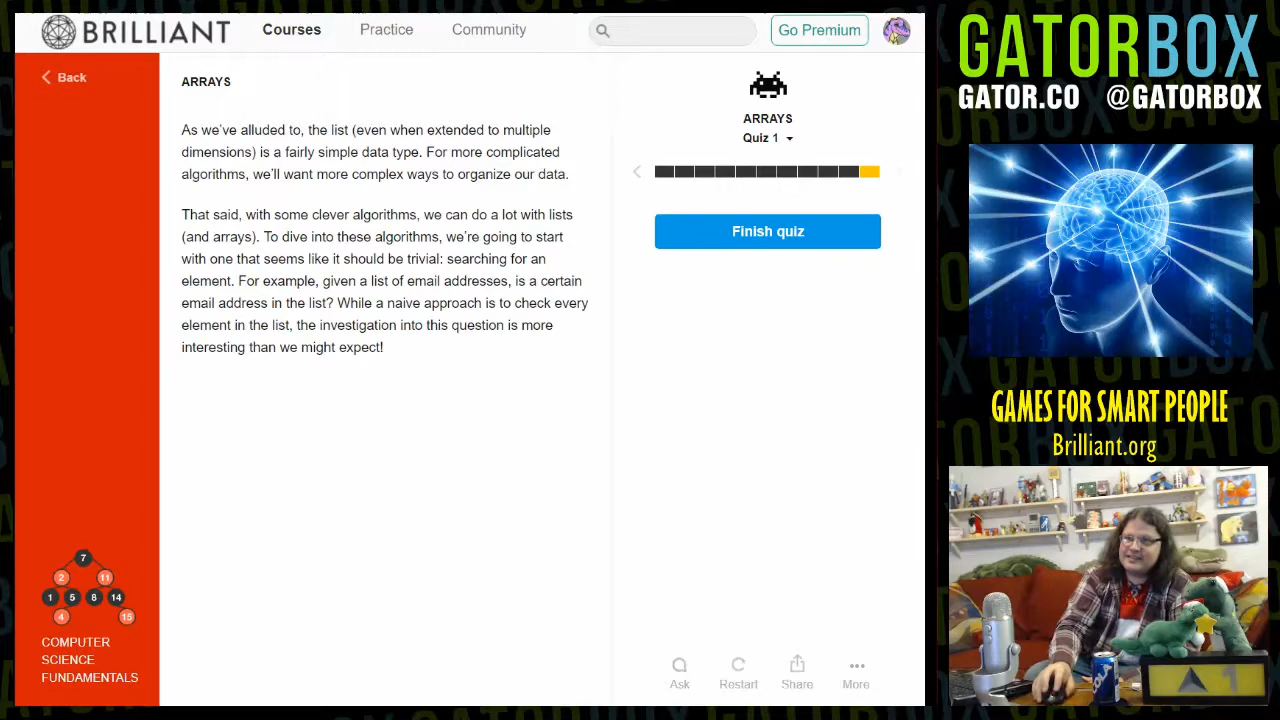 BRILLIANT
Courses
Practice
Community
Go Premium
Back
ARRAYS
As we’ve alluded to, the list (even when extended to multiple
dimensions) is a fairly simple data type. For more complicated
algorithms, we’ll want more complex ways to organize our data.
That said, with some clever algorithms, we can do a lot with lists
(and arrays). To dive into these algorithms, we’re going to start
with one that seems like it should be trivial: searching for an
element. For example, given a list of email addresses, is a certain
email address in the list? While a naive approach is to check every
element in the list, the investigation into this question is more
interesting than we might expect!
ARRAYS
Quiz 1
Finish quiz
7
2 11
1 5 8 14
4 15
COMPUTER
SCIENCE
FUNDAMENTALS
Ask
Restart
Share
More
GATORBOX
GATOR.CO @GATORBOX
GAMES FOR SMART PEOPLE
Brilliant.org